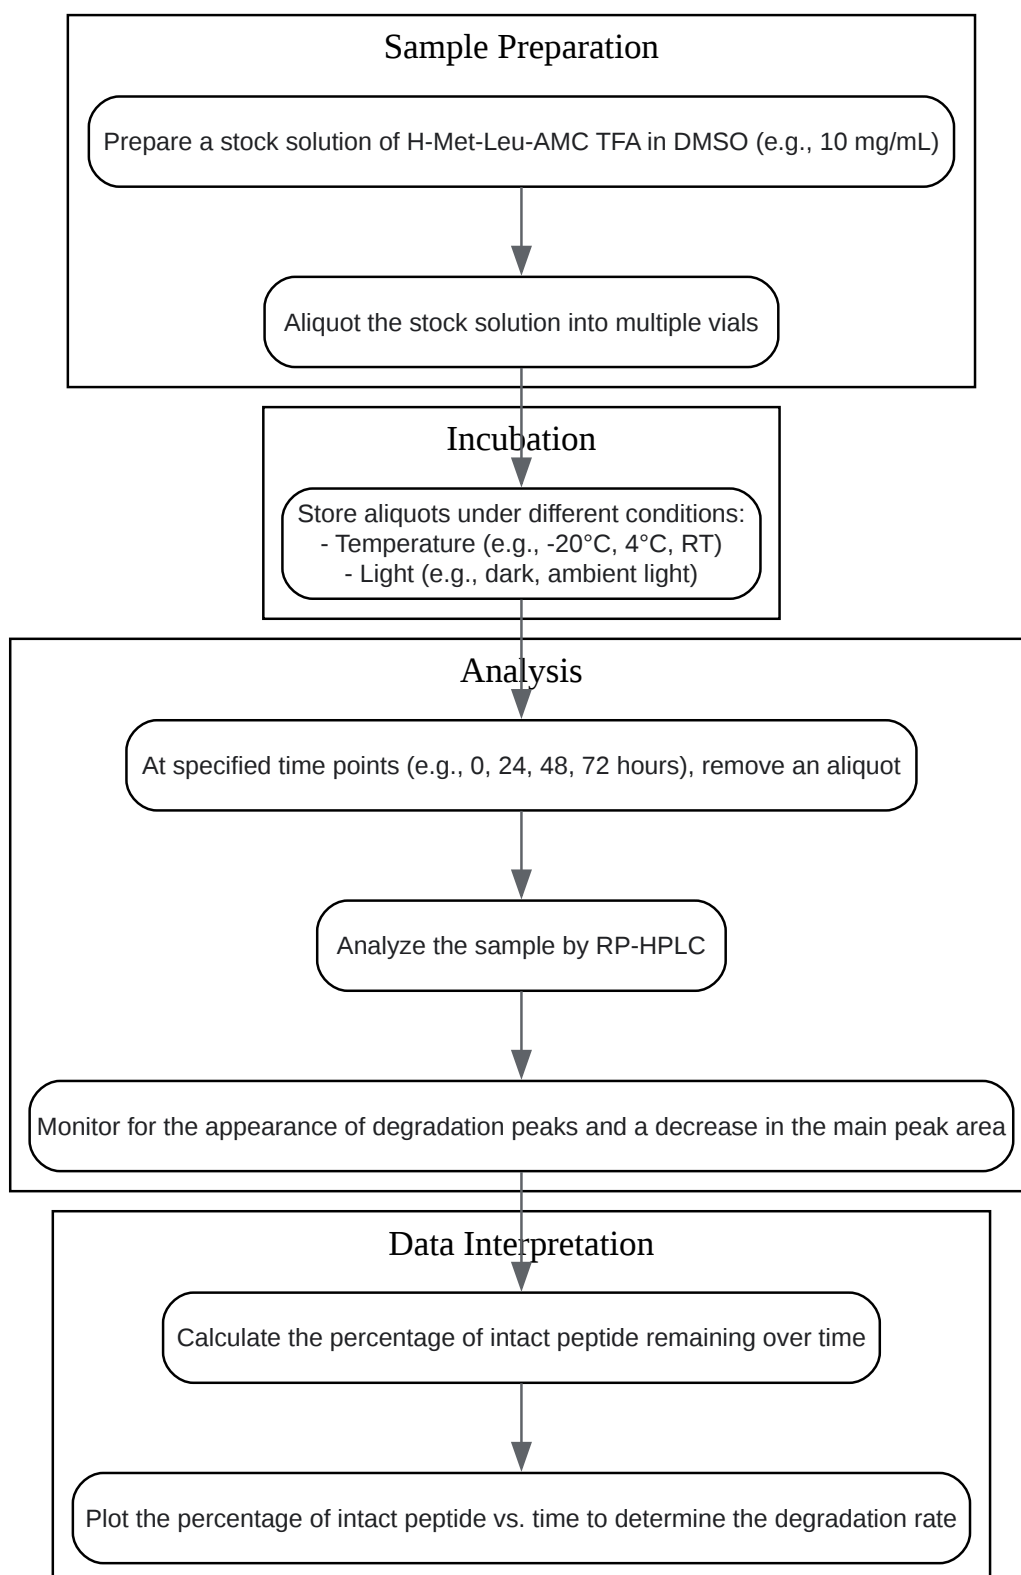 Sample Preparation
Prepare a stock solution of H-Met-Leu-AMC TFA in DMSO (e.g., 10 mg/mL)
Aliquot the stock solution into multiple vials
Incubation
Store aliquots under different conditions:
- Temperature (e.g., -20°C, 4°C, RT)
- Light (e.g., dark, ambient light)
Analysis
At specified time points (e.g., 0, 24, 48, 72 hours), remove an aliquot
Analyze the sample by RP-HPLC
Monitor for the appearance of degradation peaks and a decrease in the main peak area
Data Interpretation
Calculate the percentage of intact peptide remaining over time
Plot the percentage of intact peptide vs. time to determine the degradation rate